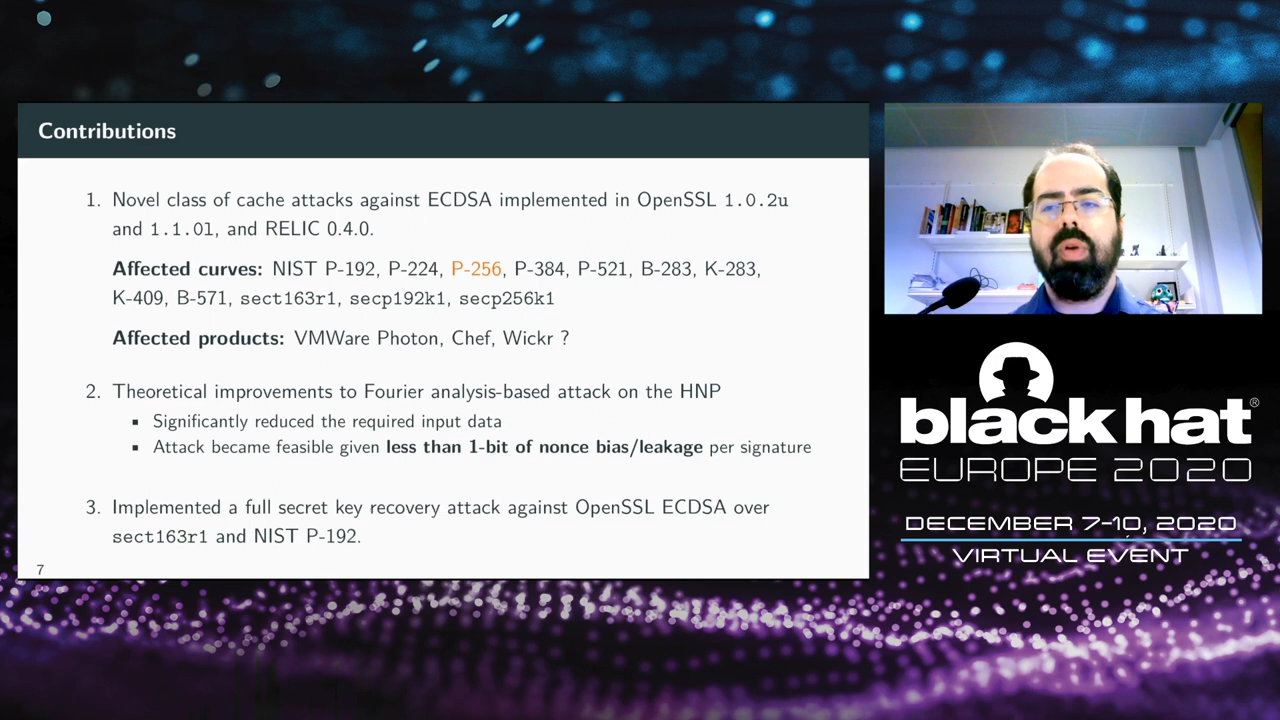 Contributions
1. Novel class of cache attacks against ECDSA implemented in OpenSSL 1.0.2u
and 1.1.0l, and RELIC 0.4.0.
Affected curves: NIST P-192, P-224, P-256, P-384, P-521, B-283, K-283,
K-409, B-571, sect163r1, secp192k1, secp256k1
Affected products: VMWare Photon, Chef, Wickr ?
2. Theoretical improvements to Fourier analysis-based attack on the HNP
▪ Significantly reduced the required input data
▪ Attack became feasible given less than 1-bit of nonce bias/leakage per signature
3. Implemented a full secret key recovery attack against OpenSSL ECDSA over
sect163r1 and NIST P-192.
7
black hat®
EUROPE 2020
DECEMBER 7-10, 2020
VIRTUAL EVENT